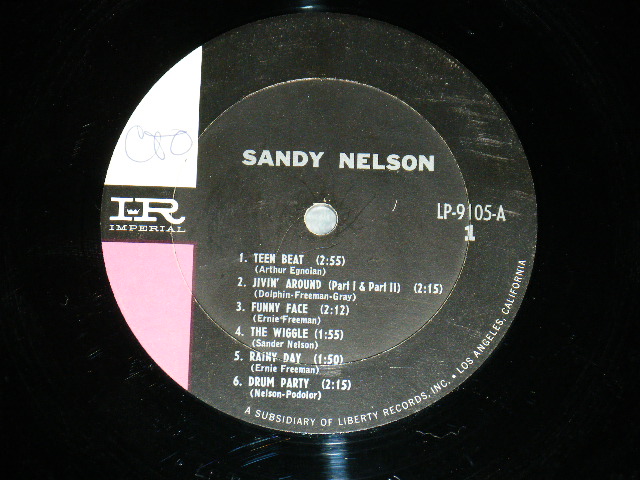 SANDY NELSON
IR
IMPERIAL
LP-9105-A
1
1. TEEN BEAT (2:55)
(Arthur Egnoian)
2. JIVIN' AROUND (Part I & Part II) (2:15)
(Dolphin-Freeman-Gray)
3. FUNNY FACE (2:12)
(Ernie Freeman)
4. THE WIGGLE (1:55)
(Sander Nelson)
5. RAINY DAY (1:50)
(Ernie Freeman)
6. DRUM PARTY (2:15)
(Nelson-Podolor)
A SUBSIDIARY OF LIBERTY RECORDS, INC. • LOS ANGELES, CALIFORNIA